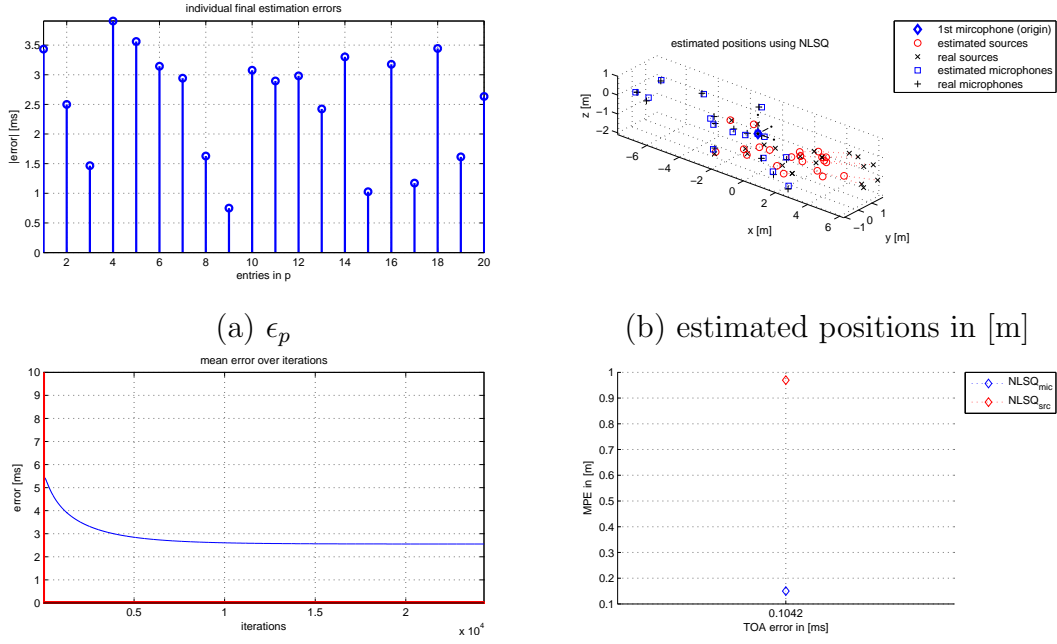 individual final estimation errors
|error| [ms]
3.5
3
2.5
2
1.5
1
0.5
0
2 4 6 8 10 12 14 16 18 20
entries in p
(a) ϵp
estimated positions using NLSQ
1st mircophone (origin)
estimated sources
real sources
estimated microphones
real microphones
z [m]
1
0
−1
−2
−6 −4 −2 0 2 4 6
x [m]
−1 0 1
y [m]
(b) estimated positions in [m]
mean error over iterations
error [ms]
10
9
8
7
6
5
4
3
2
1
0
0.5 1 1.5 2
x 10^4
iterations
MPE in [m]
1
0.9
0.8
0.7
0.6
0.5
0.4
0.3
0.2
0.1
0.1042
TOA error in [ms]
NLSQmic
NLSQsrc